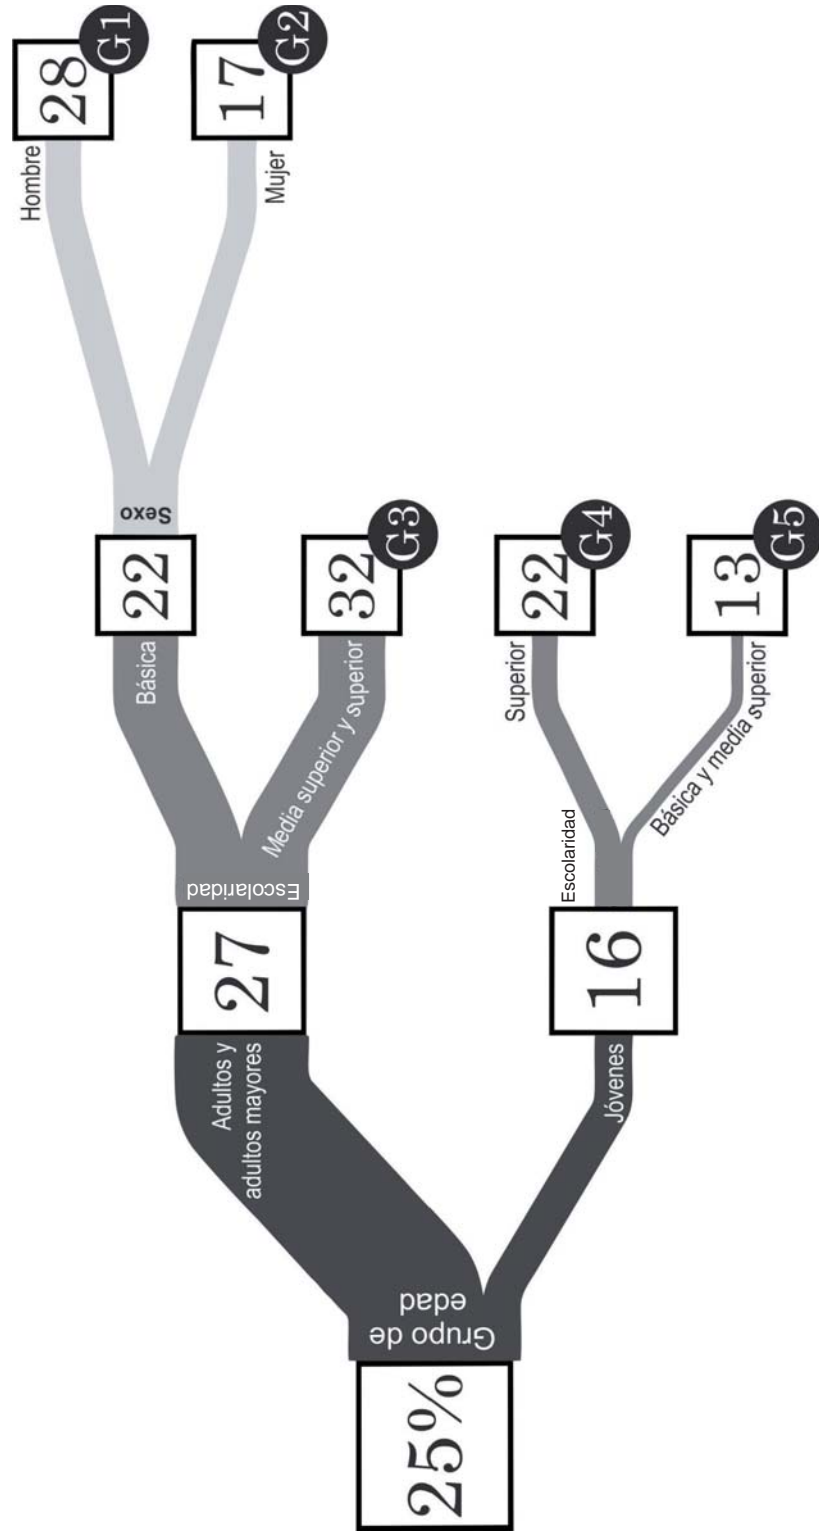 25%
Grupo de
edad
Adultos y
adultos mayores
27
Escolaridad
Básica
22
Sexo
Hombre
28
G1
Mujer
17
G2
Media superior y superior
32
G3
Jóvenes
16
Escolaridad
Superior
22
G4
Básica y media superior
13
G5